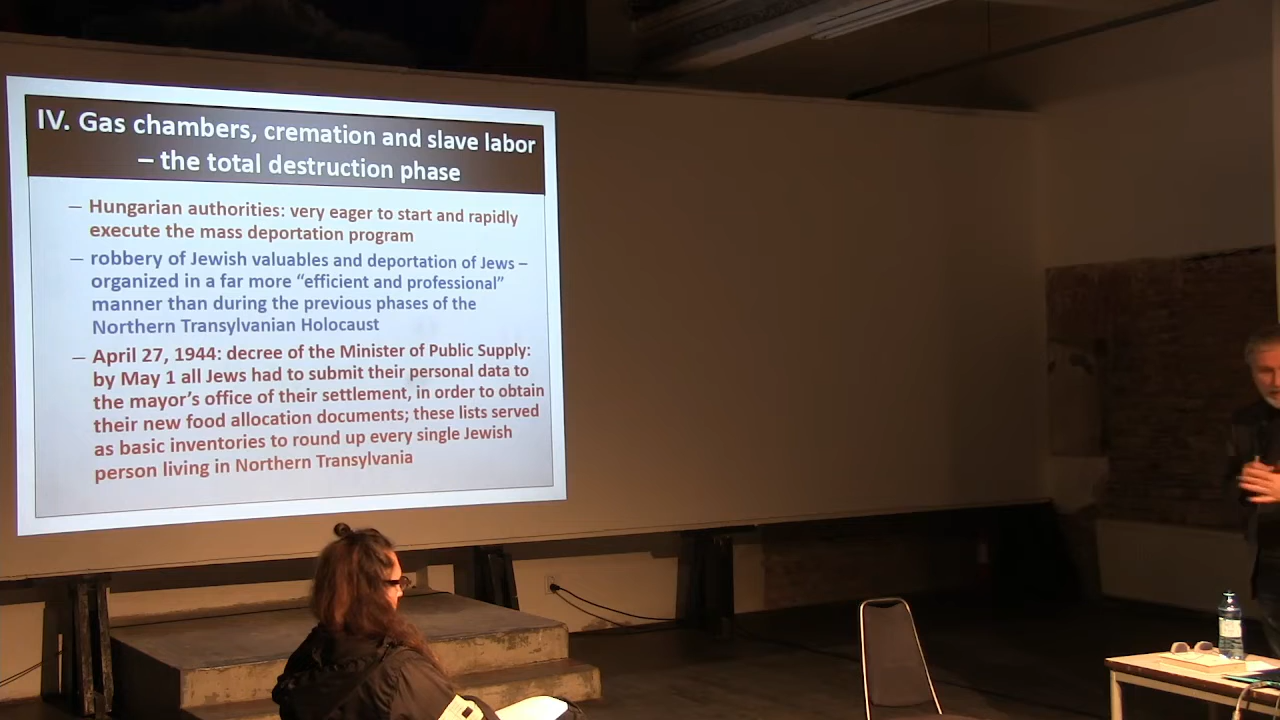 IV. Gas chambers, cremation and slave labor
– the total destruction phase
– Hungarian authorities: very eager to start and rapidly
execute the mass deportation program
– robbery of Jewish valuables and deportation of Jews –
organized in a far more “efficient and professional”
manner than during the previous phases of the
Northern Transylvanian Holocaust
– April 27, 1944: decree of the Minister of Public Supply:
by May 1 all Jews had to submit their personal data to
the mayor’s office of their settlement, in order to obtain
their new food allocation documents; these lists served
as basic inventories to round up every single Jewish
person living in Northern Transylvania